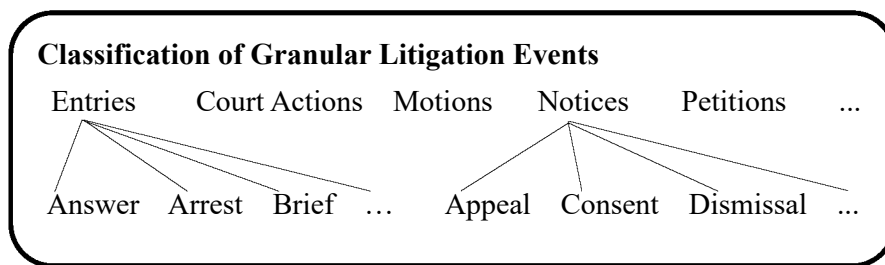 Classification of Granular Litigation Events
Entries Court Actions Motions Notices Petitions ...
Answer Arrest Brief … Appeal Consent Dismissal ...